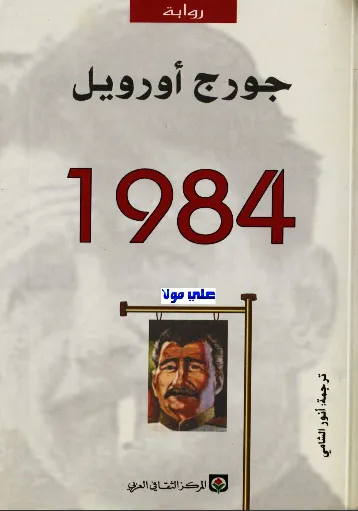 رواية
جورج أورويل
1984
علي مولا
ترجمة: أنور الشامي
المركز الثقافي العربي